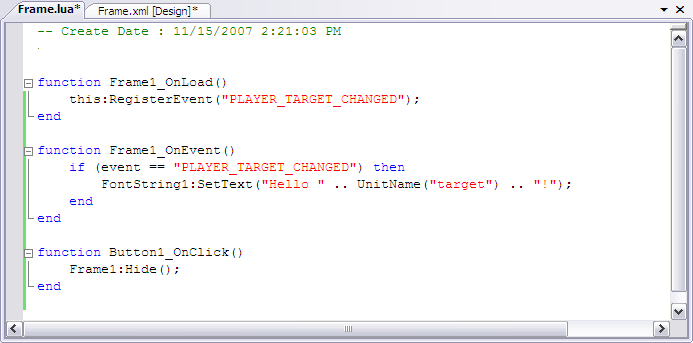 Frame.lua* Frame.xml [Design]*
-- Create Date : 11/15/2007 2:21:03 PM
function Frame1_OnLoad()
    this:RegisterEvent("PLAYER_TARGET_CHANGED");
end
function Frame1_OnEvent()
    if (event == "PLAYER_TARGET_CHANGED") then
        FontString1:SetText("Hello " .. UnitName("target") .. "!");
    end
end
function Button1_OnClick()
    Frame1:Hide();
end